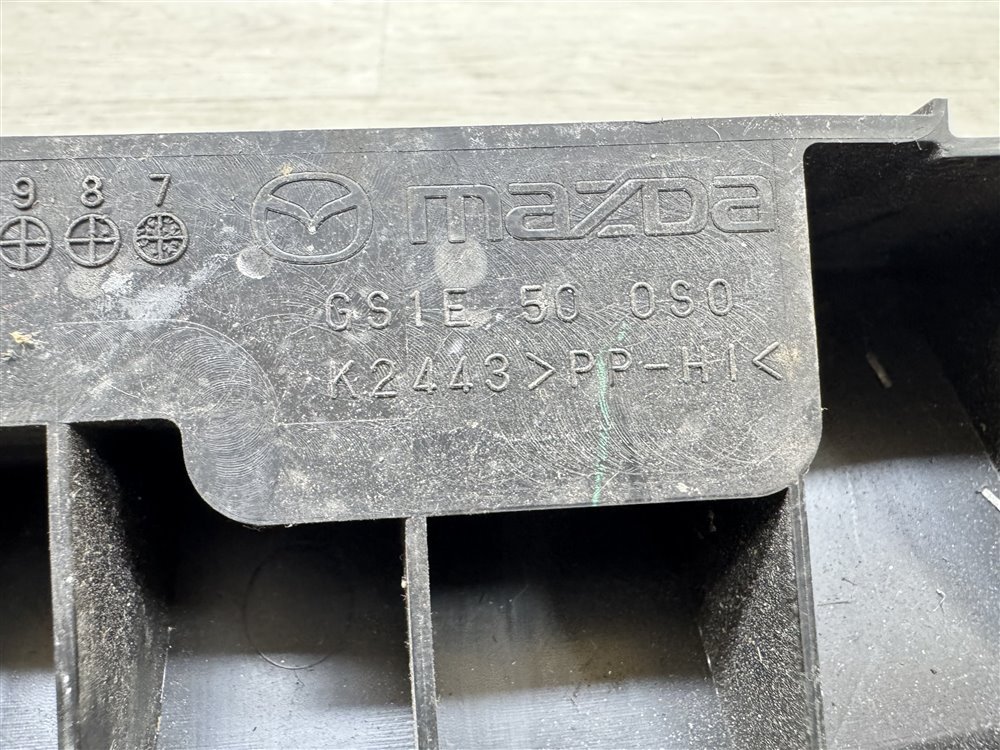 9 8 7
mazda
GS1E 50 0S0
K2443>PP-HI<